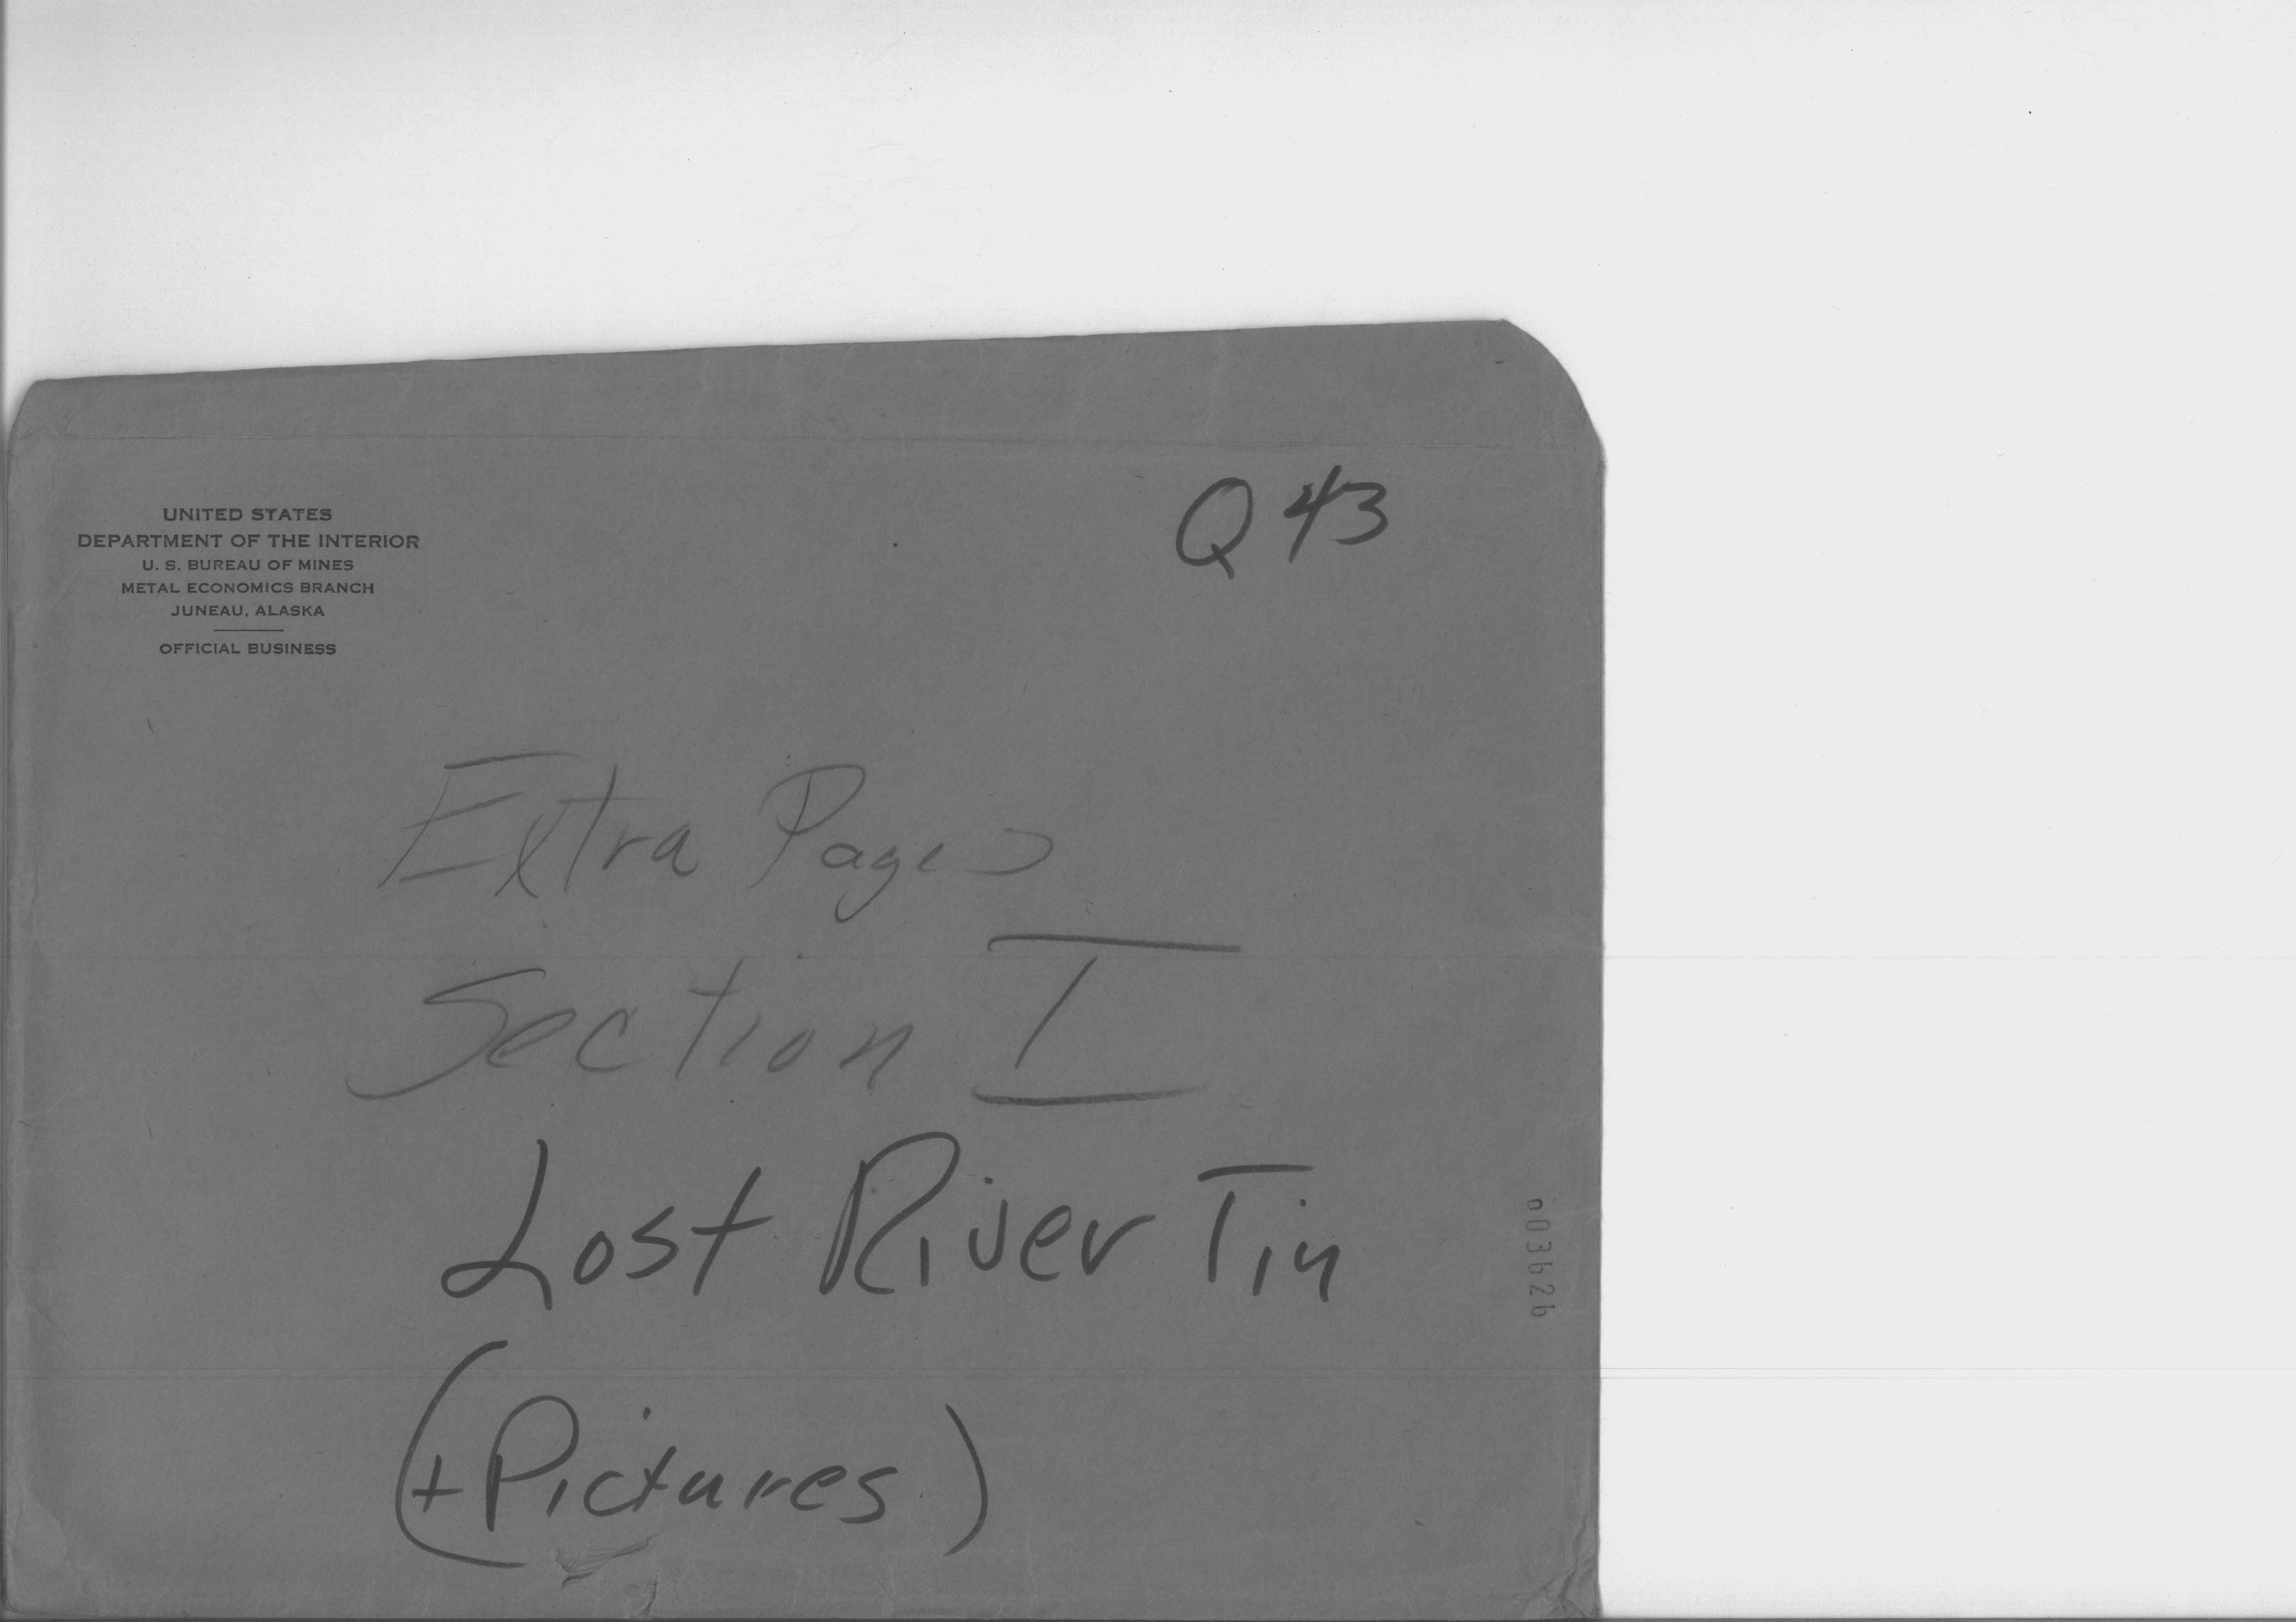 UNITED STATES
DEPARTMENT OF THE INTERIOR
U. S. BUREAU OF MINES
METAL ECONOMICS BRANCH
JUNEAU, ALASKA
OFFICIAL BUSINESS
Q 43
Extra Pages
Section I
Lost River Tin
(+ Pictures)